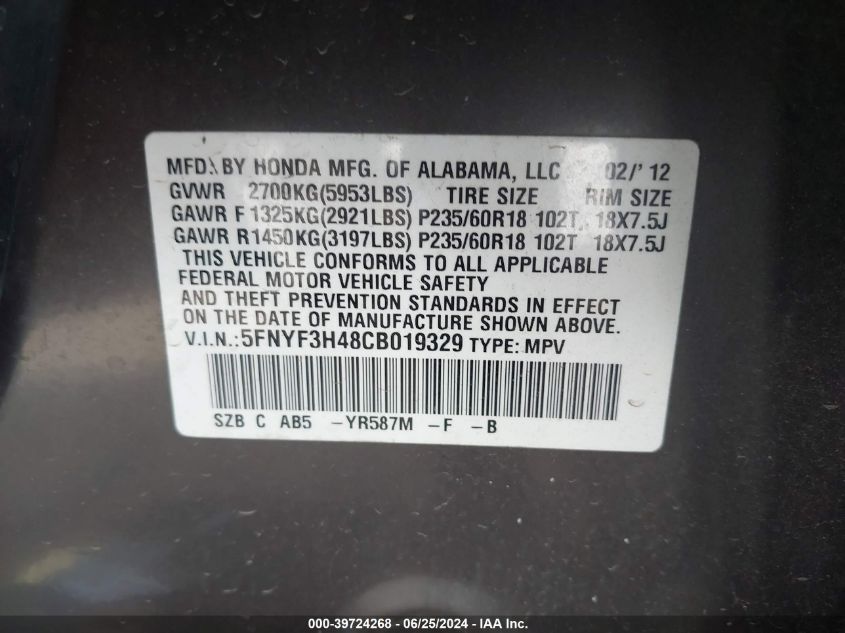 MFD. BY HONDA MFG. OF ALABAMA, LLC 02/' 12
GVWR 2700KG(5953LBS) TIRE SIZE RIM SIZE
GAWR F 1325KG(2921LBS) P235/60R18 102T, 18X7.5J
GAWR R1450KG(3197LBS) P235/60R18 102T 18X7.5J
THIS VEHICLE CONFORMS TO ALL APPLICABLE
FEDERAL MOTOR VEHICLE SAFETY
AND THEFT PREVENTION STANDARDS IN EFFECT
ON THE DATE OF MANUFACTURE SHOWN ABOVE.
V.I.N.:5FNYF3H48CB019329 TYPE: MPV
SZB C AB5 -YR587M -F -B
000-39724268 - 06/25/2024 - IAAI, Inc.